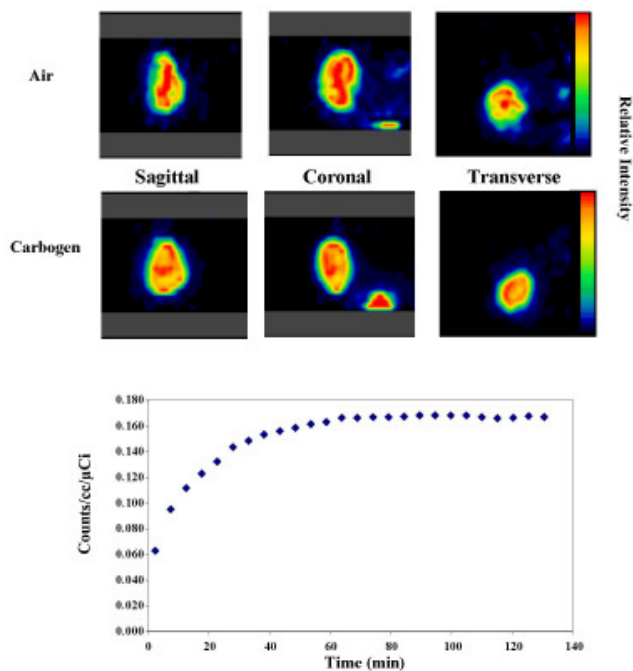 Air
Sagittal Coronal Transverse
Relative Intensity
Carbogen
0.180
0.160
0.140
0.120
0.100
0.080
0.060
0.040
0.020
0.000
Counts/cc/µCi
0 20 40 60 80 100 120 140
Time (min)